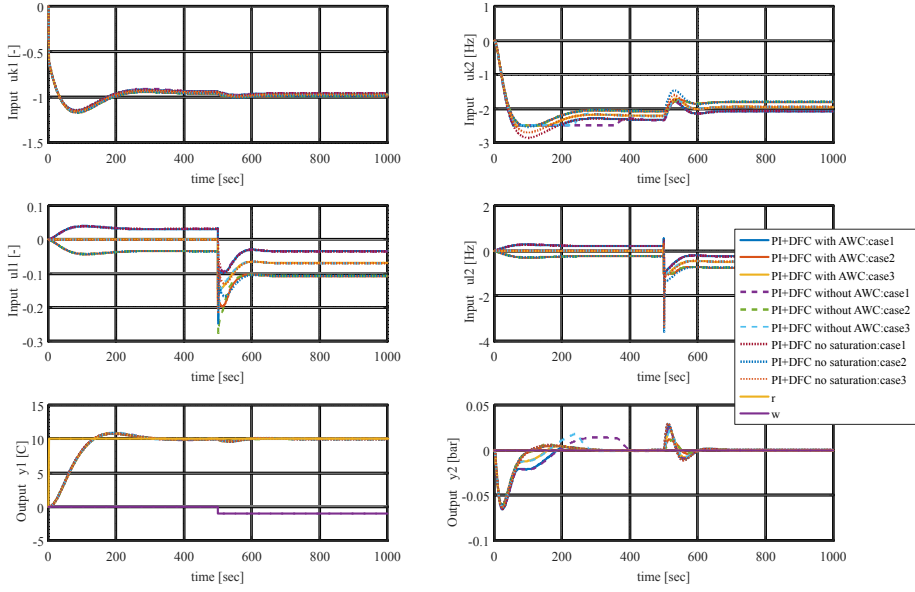 0
-0.5
-1
-1.5
0
200
400
600
800
1000
time [sec]
Input uk1 [-]
1
0
-1
-2
-3
0
200
400
600
800
1000
time [sec]
Input uk2 [Hz]
0.1
0
-0.1
-0.2
-0.3
0
200
400
600
800
1000
time [sec]
Input ul1 [-]
2
0
-2
-4
0
200
400
600
800
1000
time [sec]
Input ul2 [Hz]
PI+DFC with AWC:case1
PI+DFC with AWC:case2
PI+DFC with AWC:case3
PI+DFC without AWC:case1
PI+DFC without AWC:case2
PI+DFC without AWC:case3
PI+DFC no saturation:case1
PI+DFC no saturation:case2
PI+DFC no saturation:case3
r
w
15
10
5
0
-5
0
200
400
600
800
1000
time [sec]
Output y1 [C]
0.05
0
-0.05
-0.1
0
200
400
600
800
1000
time [sec]
Output y2 [bar]